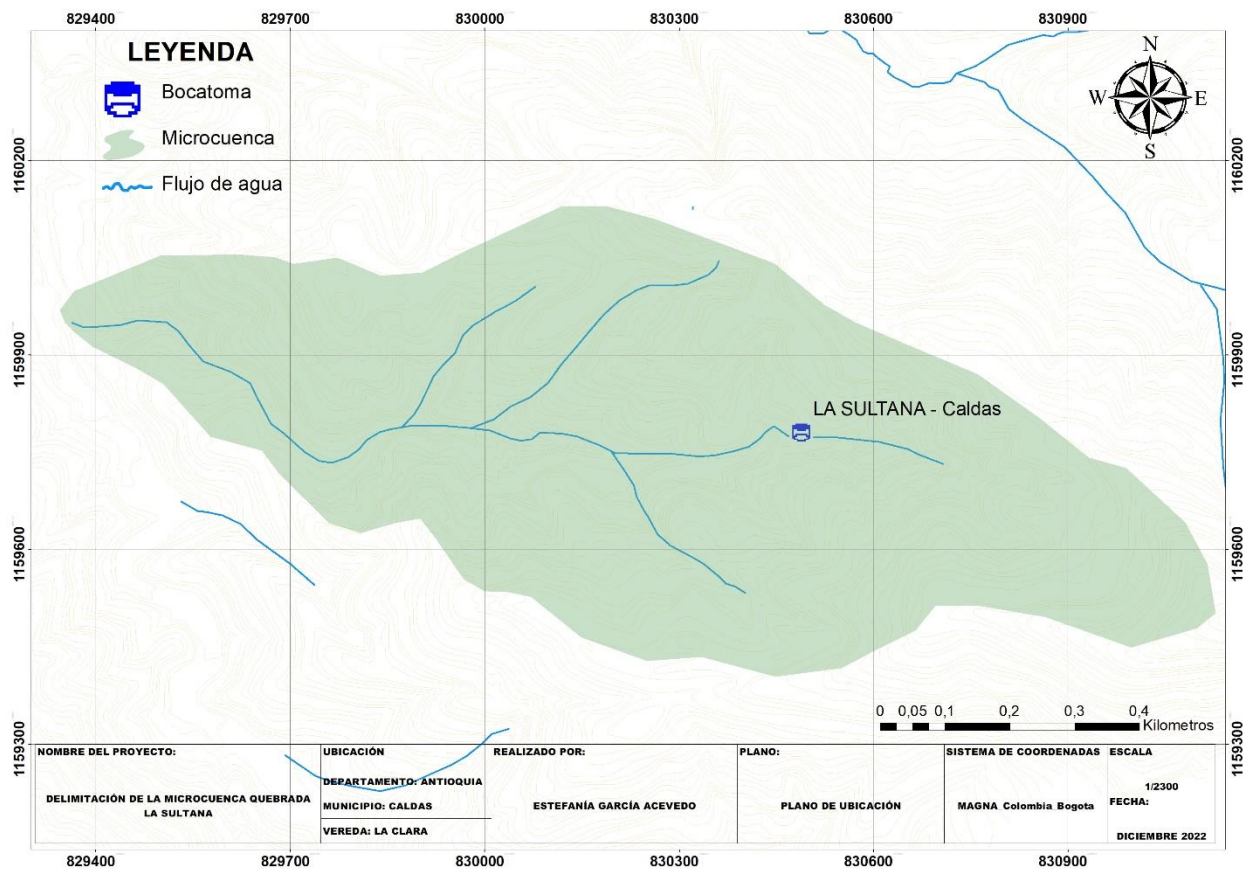 829400 829700 830000 830300 830600 830900
LEYENDA
Bocatoma
Microcuenca
Flujo de agua
N
W E
S
1160200 1160200
1159900 1159900
LA SULTANA - Caldas
1159600 1159600
0 0,05 0,1 0,2 0,3 0,4
Kilometros
1159300 1159300
NOMBRE DEL PROYECTO:
DELIMITACIÓN DE LA MICROCUENCA QUEBRADA
LA SULTANA
UBICACIÓN
DEPARTAMENTO: ANTIOQUIA
MUNICIPIO: CALDAS
VEREDA: LA CLARA
REALIZADO POR:
ESTEFANÍA GARCÍA ACEVEDO
PLANO:
PLANO DE UBICACIÓN
SISTEMA DE COORDENADAS
MAGNA Colombia Bogota
ESCALA
1/2300
FECHA:
DICIEMBRE 2022
829400 829700 830000 830300 830600 830900